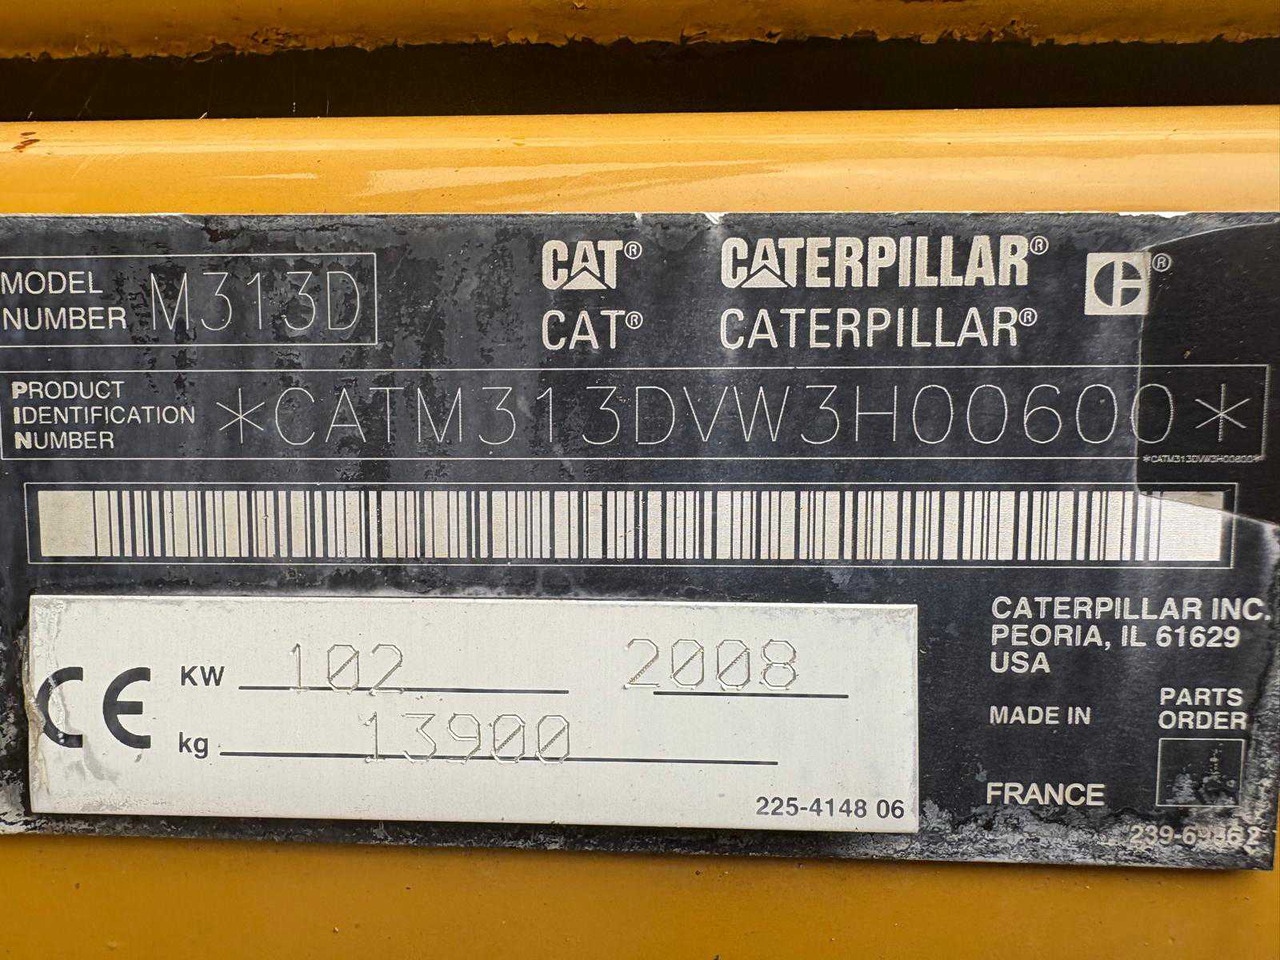 MODEL NUMBER M313D
CAT® CATERPILLAR® ®
CAT® CATERPILLAR®
PRODUCT IDENTIFICATION NUMBER *CATM313DVW3H00600*
*CATM313DVW3H00600*
CE KW 102 2008
kg 13900
225-4148 06
CATERPILLAR INC.
PEORIA, IL 61629
USA
MADE IN
FRANCE
PARTS
ORDER